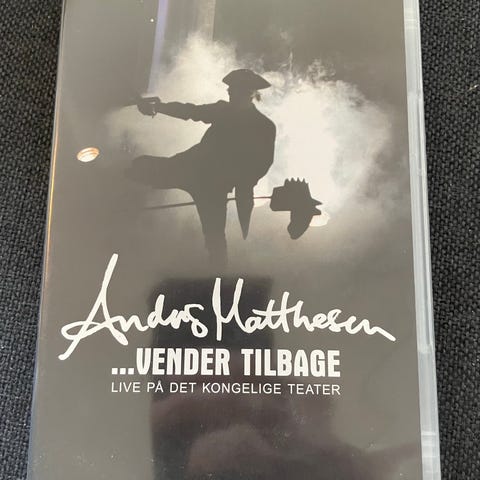 Anders Matthesen
...VENDER TILBAGE
LIVE PÅ DET KONGELIGE TEATER